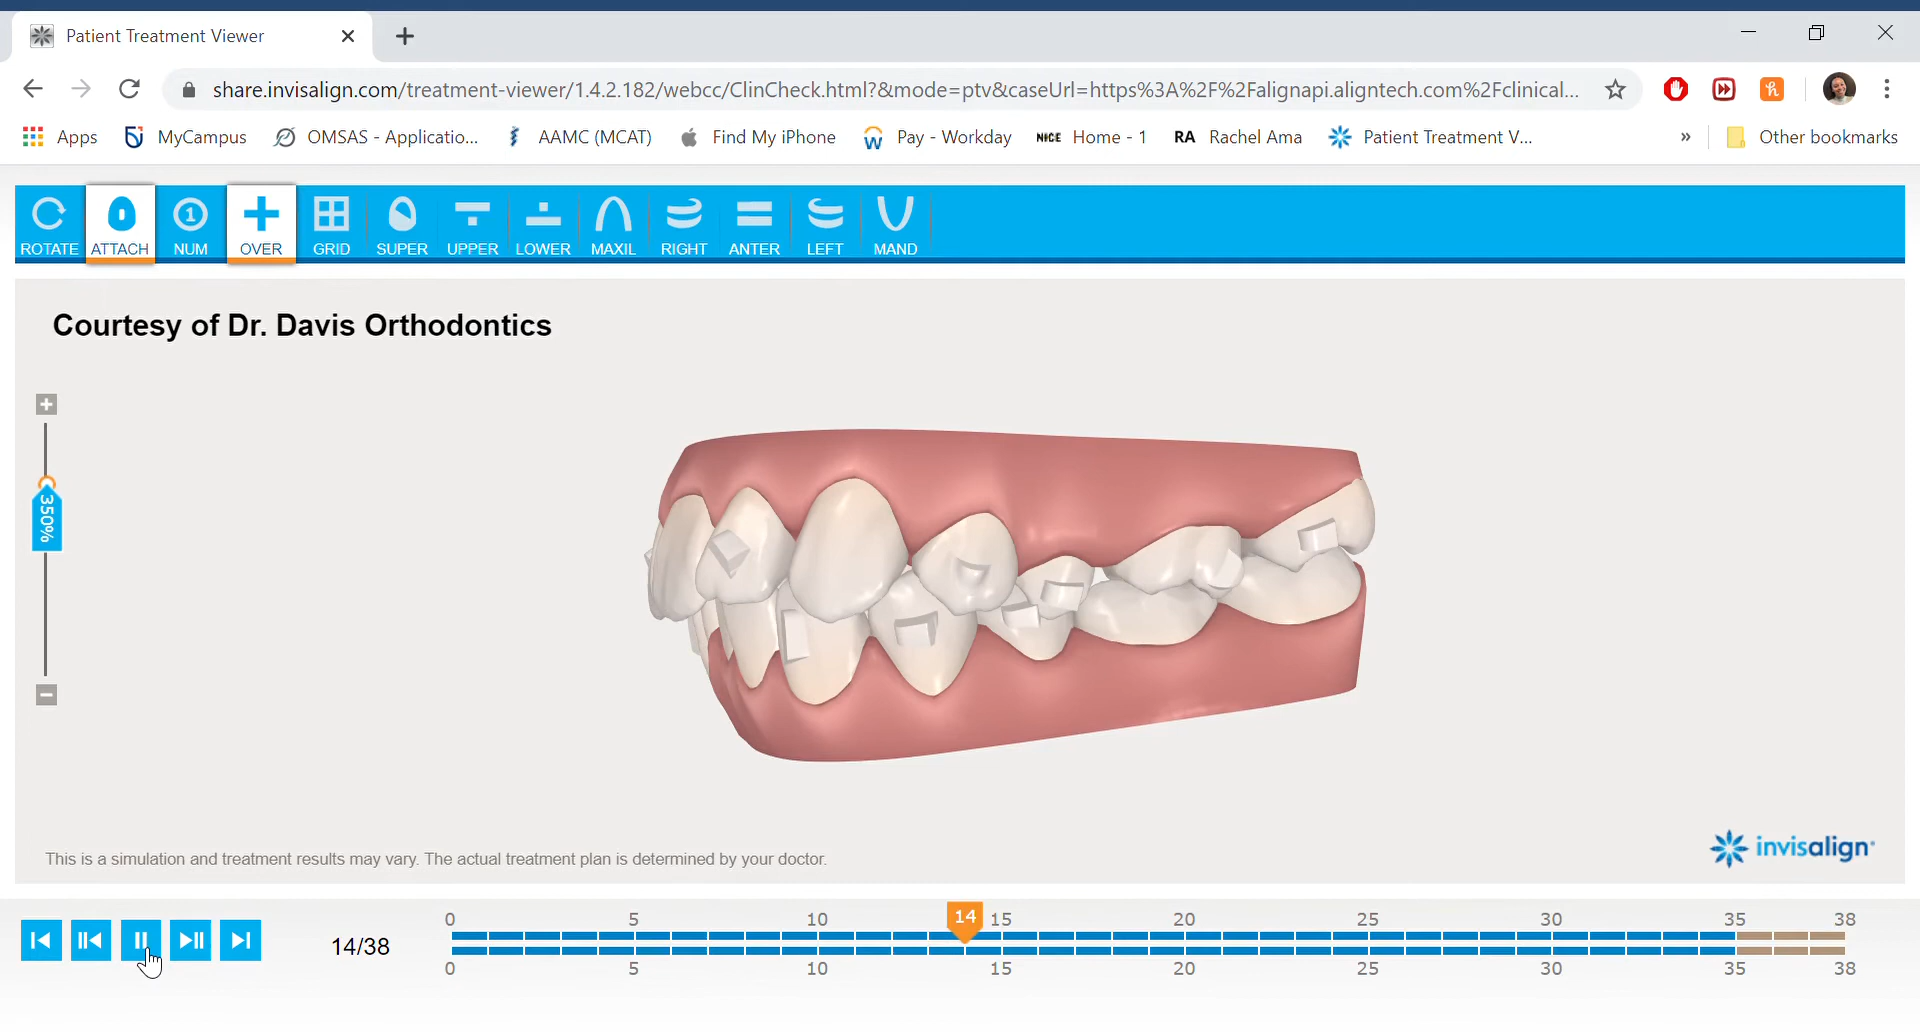 Patient Treatment Viewer
share.invisalign.com/treatment-viewer/1.4.2.182/webcc/ClinCheck.html?&mode=ptv&caseUrl=https%3A%2F%2Falignapi.aligntech.com%2Fclinical...
Apps MyCampus OMSAS - Applicatio... AAMC (MCAT) Find My iPhone Pay - Workday NICE Home - 1 RA Rachel Ama Patient Treatment V... » Other bookmarks
1
ROTATE ATTACH NUM OVER GRID SUPER UPPER LOWER MAXIL RIGHT ANTER LEFT MAND
Courtesy of Dr. Davis Orthodontics
350%
This is a simulation and treatment results may vary. The actual treatment plan is determined by your doctor.
invisalign
0 5 10 14 15 20 25 30 35 38
14/38
0 5 10 15 20 25 30 35 38